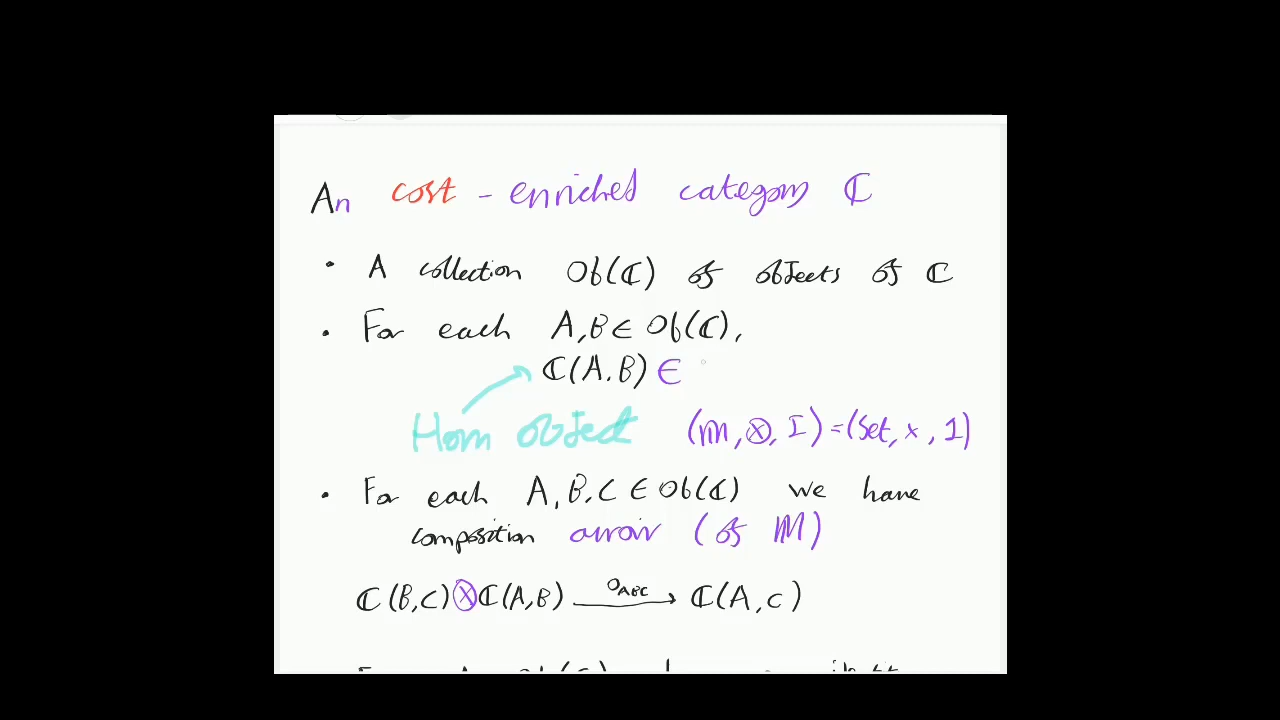 An cost - enriched category ℂ
• A collection Ob(ℂ) of objects of ℂ
• For each A, B ∈ Ob(ℂ),
ℂ(A, B) ∈
Hom object (𝕄, ⊗, I) = (Set, ×, 1)
• For each A, B, C ∈ Ob(ℂ) we have
composition arrow (of 𝕄)
ℂ(B, C) ⊗ ℂ(A, B) —∘ABC→ ℂ(A, C)